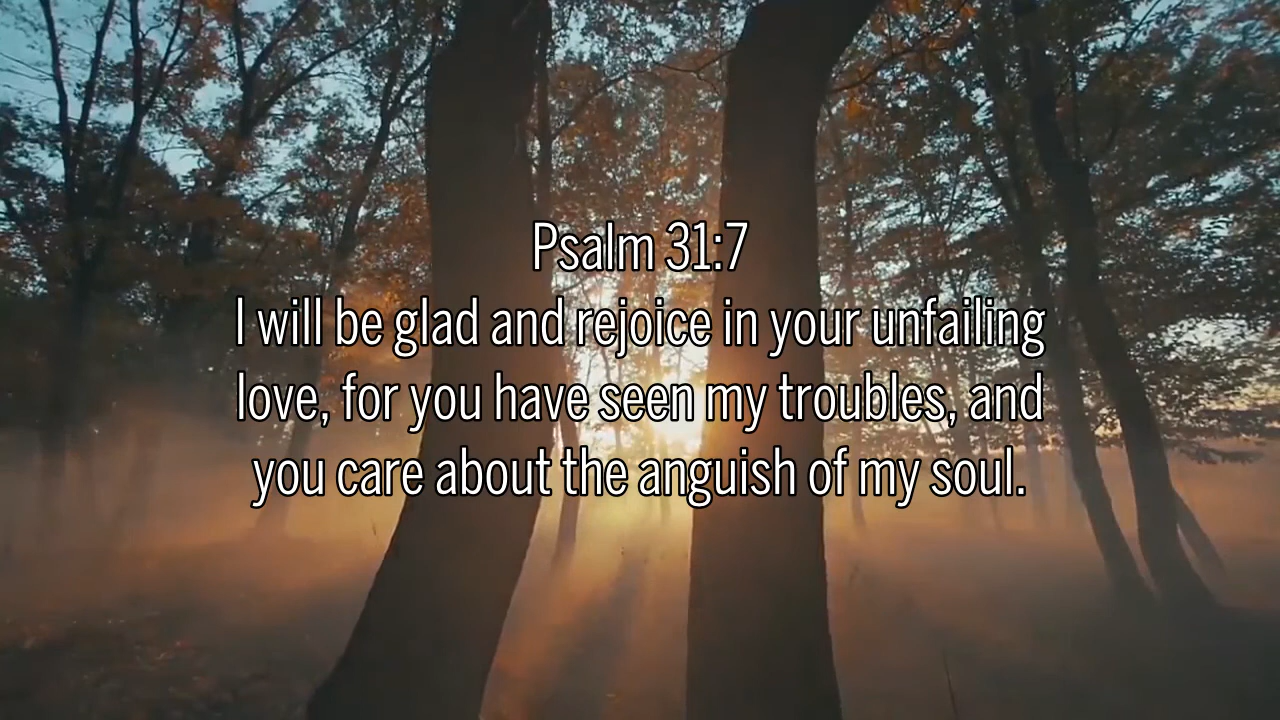 Psalm 31:7
I will be glad and rejoice in your unfailing
love, for you have seen my troubles, and
you care about the anguish of my soul.